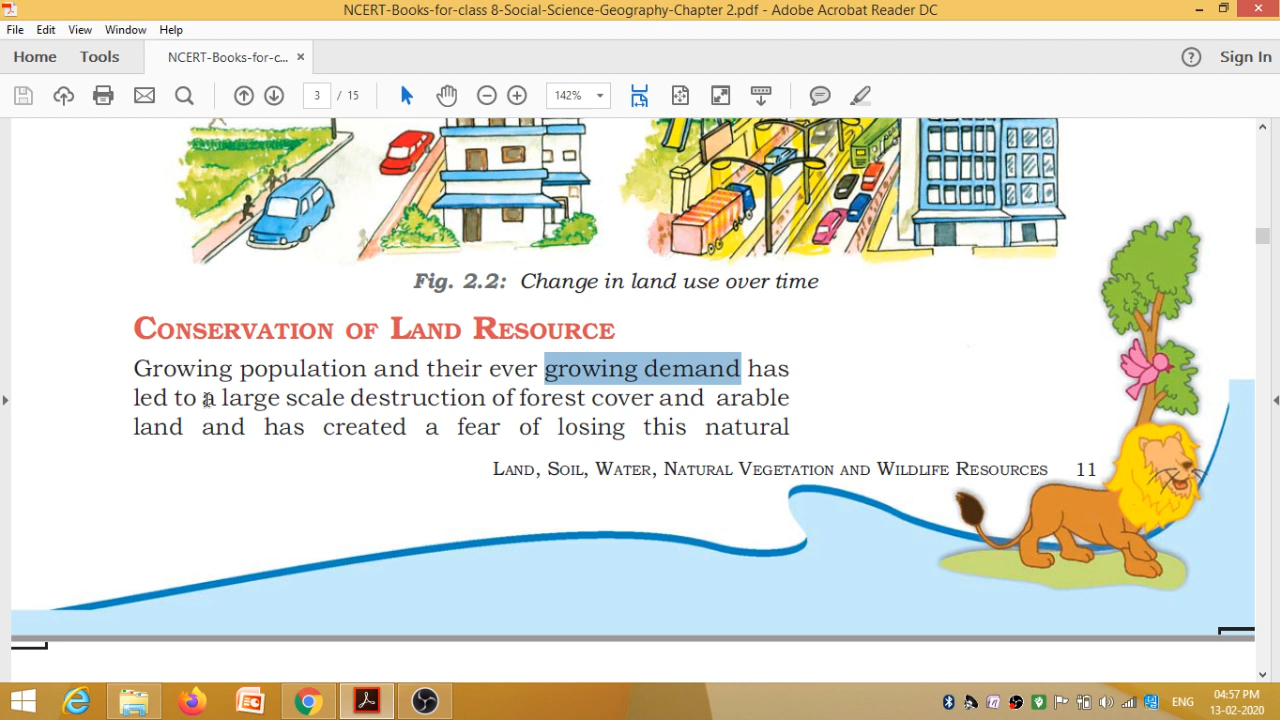 NCERT-Books-for-class 8-Social-Science-Geography-Chapter 2.pdf - Adobe Acrobat Reader DC
File Edit View Window Help
Home Tools NCERT-Books-for-c... × Sign In
3 / 15 142%
Fig. 2.2: Change in land use over time
CONSERVATION OF LAND RESOURCE
Growing population and their ever growing demand has
led to a large scale destruction of forest cover and arable
land and has created a fear of losing this natural
LAND, SOIL, WATER, NATURAL VEGETATION AND WILDLIFE RESOURCES 11
ENG 04:57 PM
13-02-2020